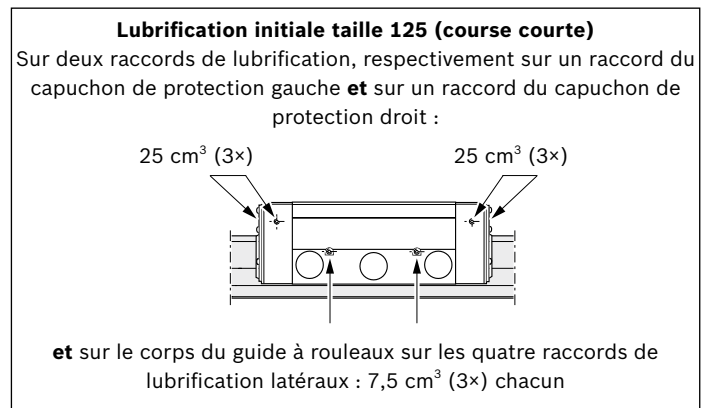 Lubrification initiale taille 125 (course courte)
Sur deux raccords de lubrification, respectivement sur un raccord du
capuchon de protection gauche et sur un raccord du capuchon de
protection droit :
25 cm³ (3×) 25 cm³ (3×)
et sur le corps du guide à rouleaux sur les quatre raccords de
lubrification latéraux : 7,5 cm³ (3×) chacun